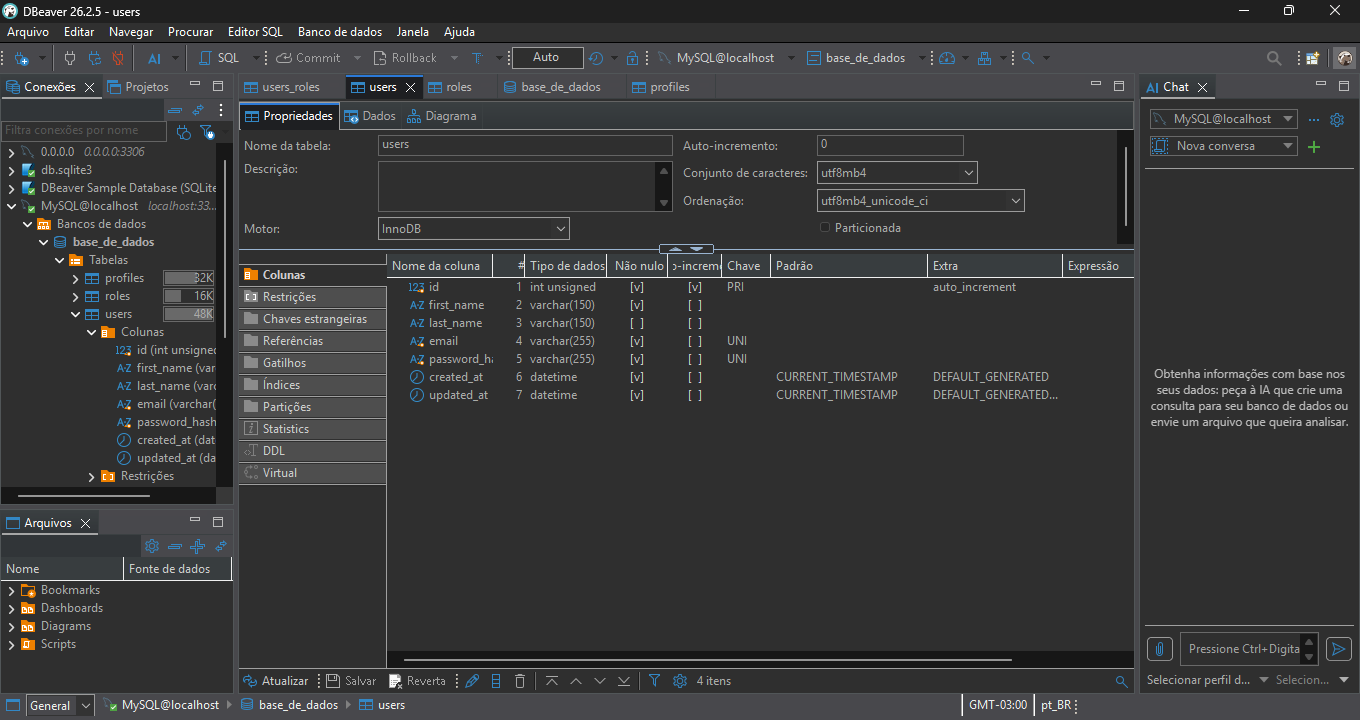 DBeaver 26.2.5 - users
Arquivo Editar Navegar Procurar Editor SQL Banco de dados Janela Ajuda
AI SQL Commit Rollback T Auto MySQL@localhost base_de_dados
Conexões Projetos
Filtra conexões por nome
0.0.0.0 0.0.0.0:3306
db.sqlite3
DBeaver Sample Database (SQLite
MySQL@localhost localhost:33...
Bancos de dados
base_de_dados
Tabelas
profiles 32K
roles 16K
users 48K
Colunas
id (int unsigned
first_name (var
last_name (varc
email (varchar(
password_hash
created_at (dat
updated_at (da
Restrições
Arquivos
Nome Fonte de dados
Bookmarks
Dashboards
Diagrams
Scripts
users_roles users roles base_de_dados profiles
Propriedades Dados Diagrama
Nome da tabela: users
Descrição:
Motor: InnoDB
Auto-incremento: 0
Conjunto de caracteres: utf8mb4
Ordenação: utf8mb4_unicode_ci
Particionada
Colunas
Restrições
Chaves estrangeiras
Referências
Gatilhos
Índices
Partições
Statistics
DDL
Virtual
Nome da coluna # Tipo de dados Não nulo o-increme Chave Padrão Extra Expressão
123 id 1 int unsigned [v] [v] PRI auto_increment
A-Z first_name 2 varchar(150) [v] [ ]
A-Z last_name 3 varchar(150) [ ] [ ]
A-Z email 4 varchar(255) [v] [ ] UNI
A-Z password_ha 5 varchar(255) [v] [ ] UNI
created_at 6 datetime [v] [ ] CURRENT_TIMESTAMP DEFAULT_GENERATED
updated_at 7 datetime [v] [ ] CURRENT_TIMESTAMP DEFAULT_GENERATED...
Atualizar Salvar Reverta 4 itens
AI Chat
MySQL@localhost ...
Nova conversa
Obtenha informações com base nos
seus dados: peça à IA que crie uma
consulta para seu banco de dados ou
envie um arquivo que queira analisar.
Pressione Ctrl+Digita
Selecionar perfil d... Selecion...
General MySQL@localhost base_de_dados users
GMT-03:00 pt_BR